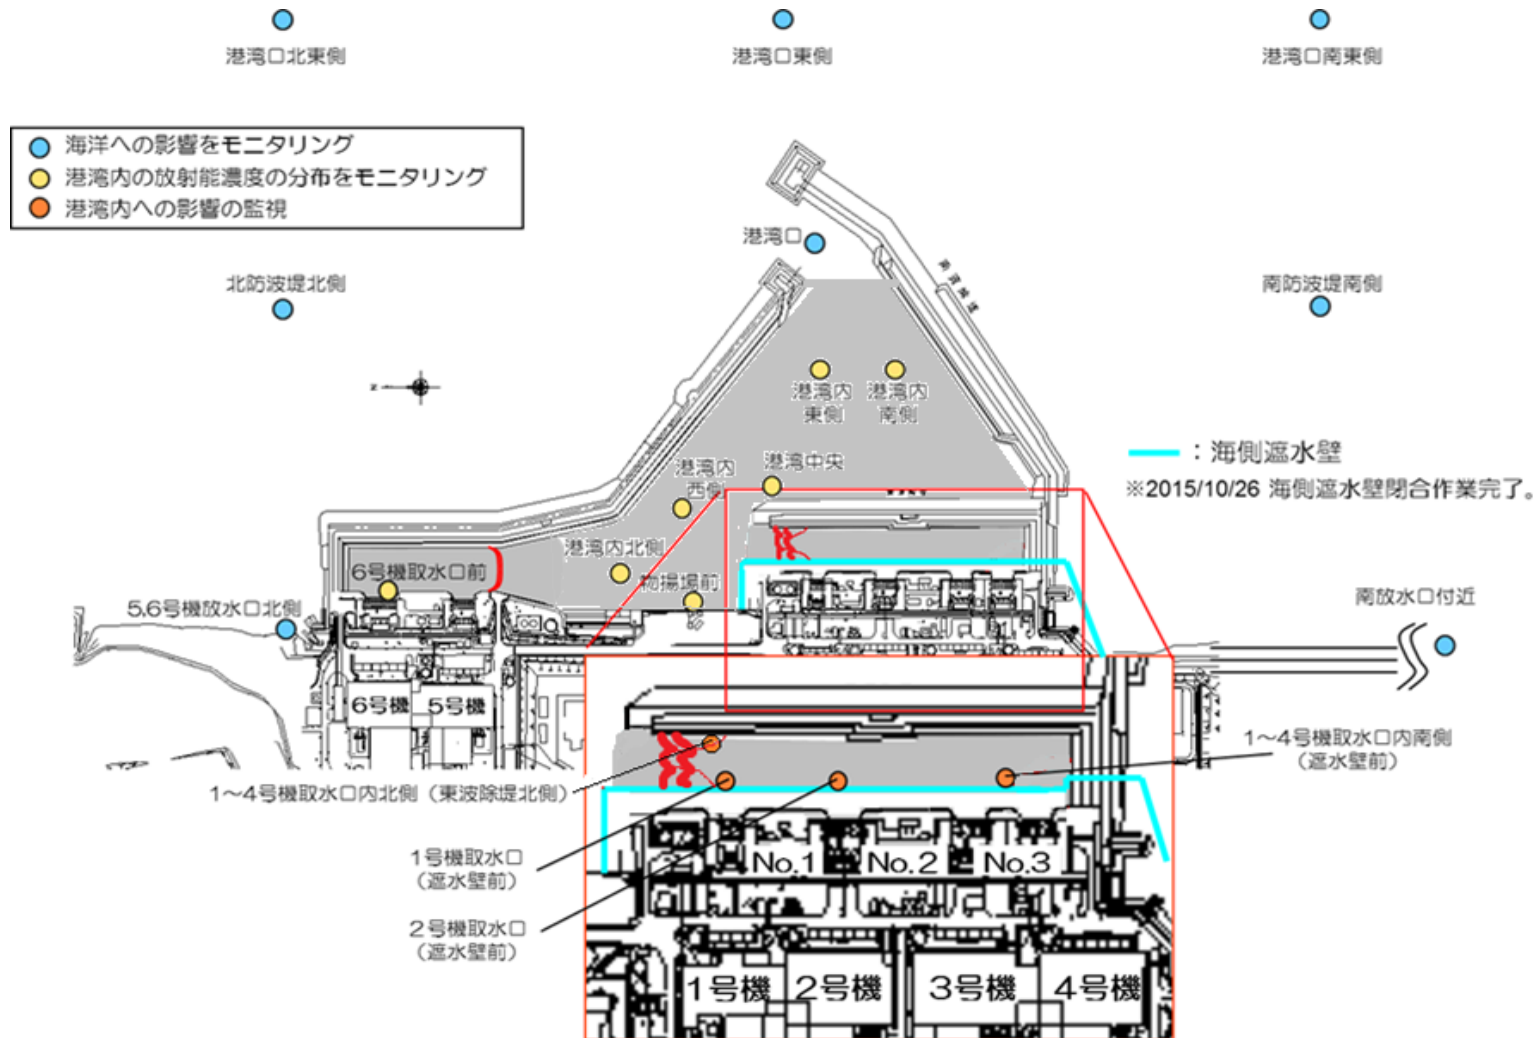 港湾口北東側
港湾口東側
港湾口南東側
海洋への影響をモニタリング
港湾内の放射能濃度の分布をモニタリング
港湾内への影響の監視
港湾口
北防波堤北側
南防波堤南側
港湾内
東側
港湾内
南側
：海側遮水壁
※2015/10/26 海側遮水壁閉合作業完了。
港湾中央
港湾内
西側
港湾内北側
6号機取水口前
物揚場前
5,6号機放水口北側
南放水口付近
6号機
5号機
1～4号機取水口内南側
（遮水壁前）
1～4号機取水口内北側（東波除堤北側）
1号機取水口
（遮水壁前）
No.1
No.2
No.3
2号機取水口
（遮水壁前）
1号機
2号機
3号機
4号機